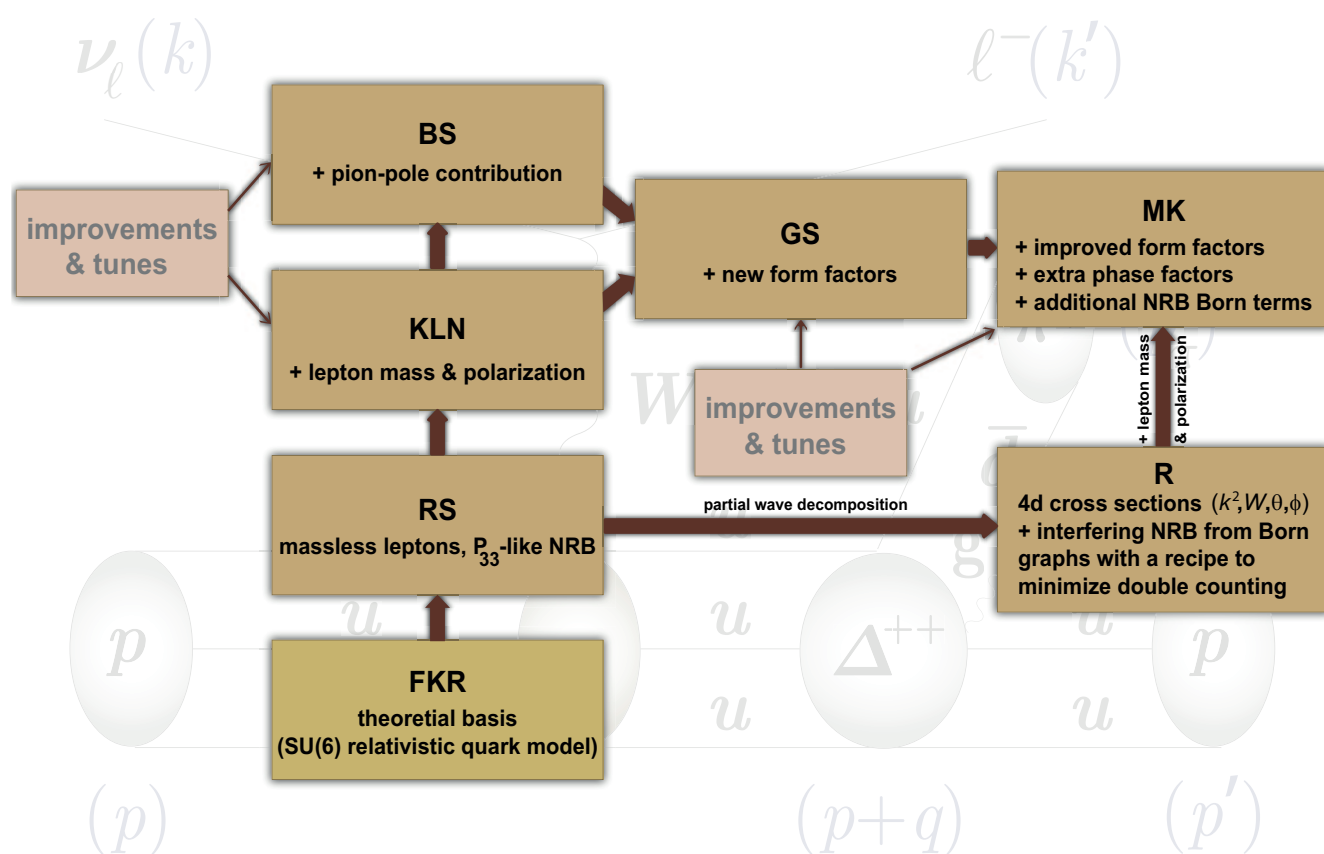 ν_ℓ(k)
ℓ⁻(k′)
BS
+ pion-pole contribution
improvements
& tunes
GS
+ new form factors
MK
+ improved form factors
+ extra phase factors
+ additional NRB Born terms
KLN
+ lepton mass & polarization
improvements
& tunes
+ lepton mass
& polarization
W
RS
massless leptons, P₃₃-like NRB
partial wave decomposition
R
4d cross sections (k²,W,θ,ϕ)
+ interfering NRB from Born
graphs with a recipe to
minimize double counting
p
u
u
Δ⁺⁺
u
p
u
u
FKR
theoretial basis
(SU(6) relativistic quark model)
(p)
(p+q)
(p′)